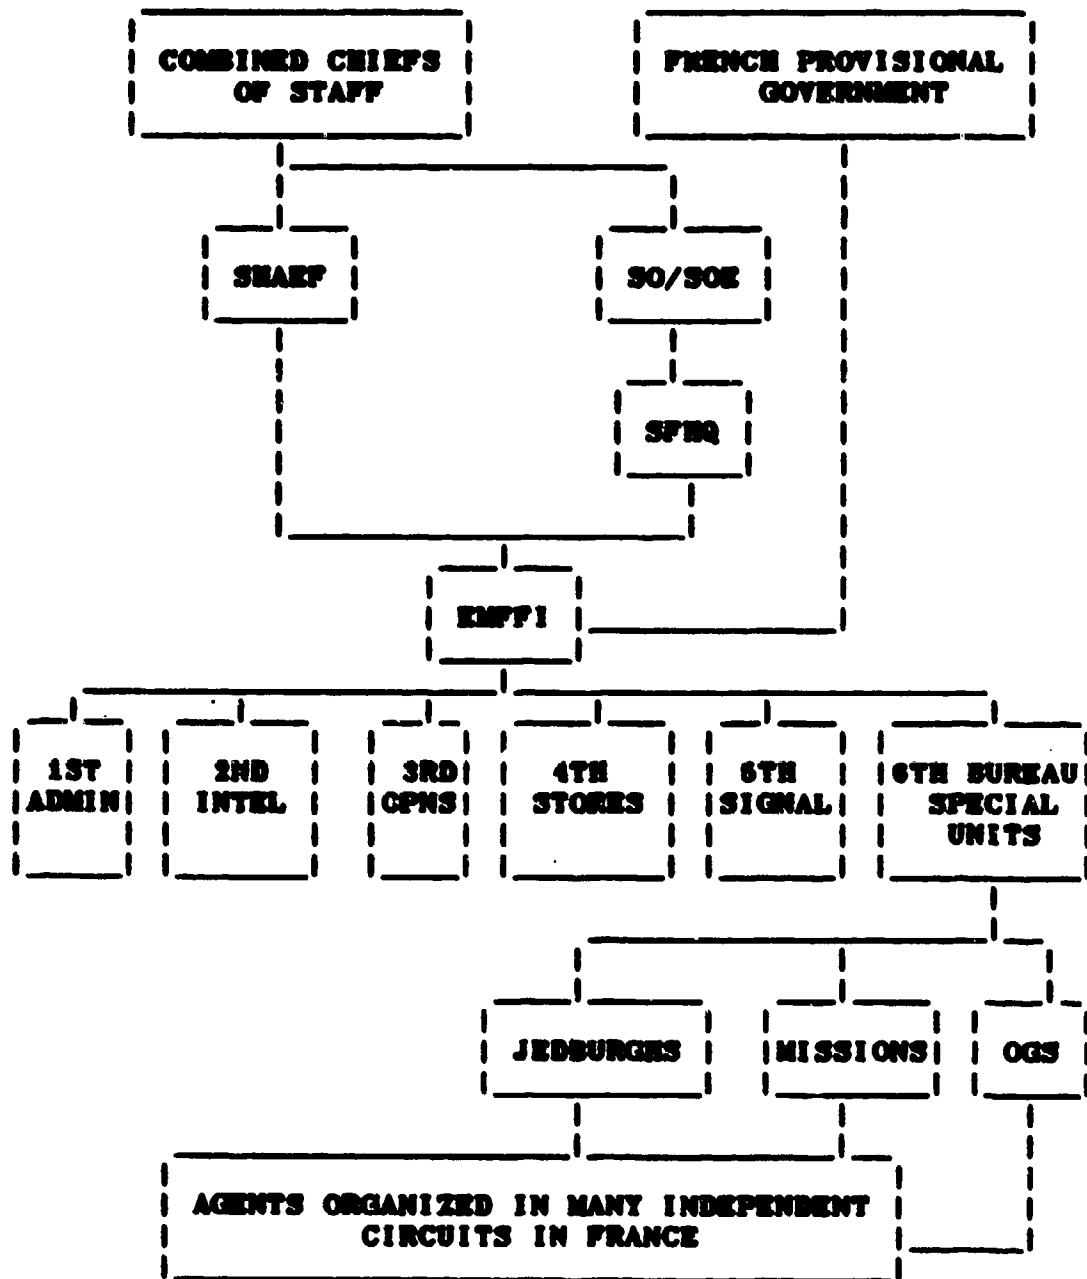 COMBINED CHIEFS
OF STAFF
FRENCH PROVISIONAL
GOVERNMENT
SHAEF
SO/SOE
SFHQ
EMFFI
1ST
ADMIN
2ND
INTEL
3RD
OPNS
4TH
STORES
5TH
SIGNAL
6TH BUREAU
SPECIAL
UNITS
JEDBURGHS
MISSIONS
OGS
AGENTS ORGANIZED IN MANY INDEPENDENT
CIRCUITS IN FRANCE